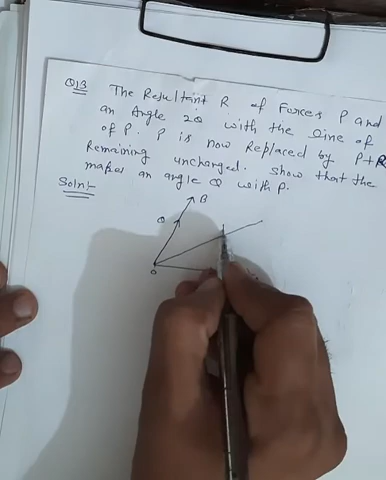 Q13 The Resultant R of Forces P and
an Angle 2θ with the line of
of P. P is now Replaced by P+R
Remaining unchanged. Show that the
makes an angle θ with P.
Soln:-
B
Q
O